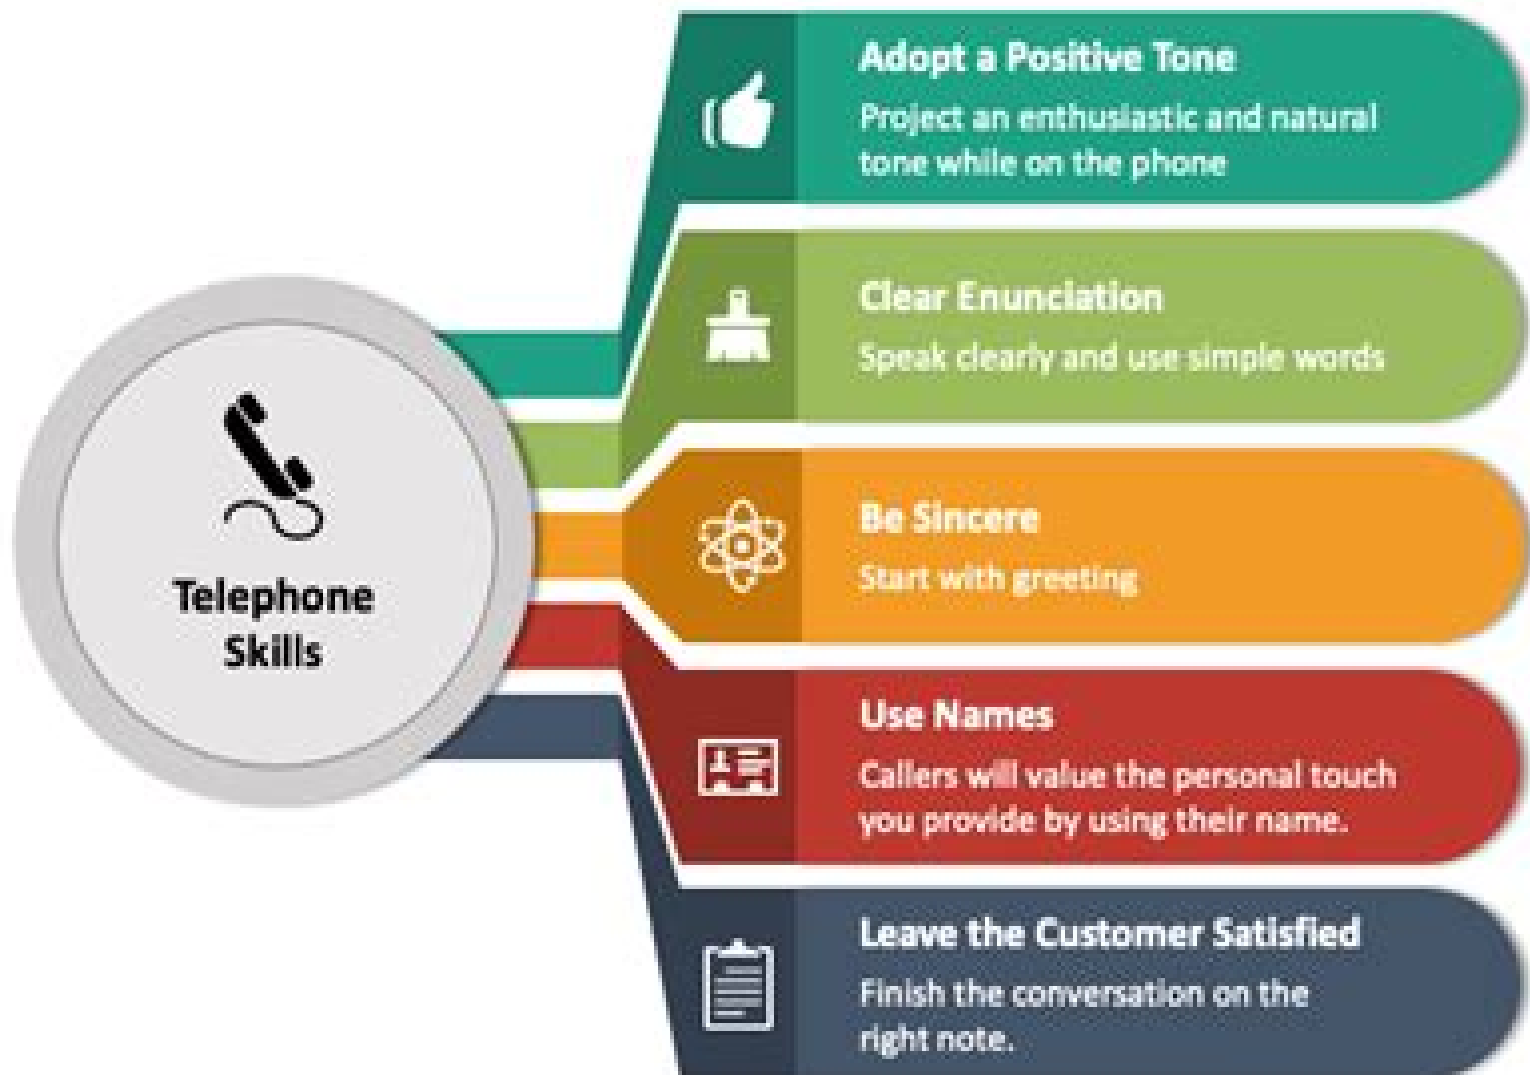 Telephone
Skills
Adopt a Positive Tone
Project an enthusiastic and natural
tone while on the phone
Clear Enunciation
Speak clearly and use simple words
Be Sincere
Start with greeting
Use Names
Callers will value the personal touch
you provide by using their name.
Leave the Customer Satisfied
Finish the conversation on the
right note.